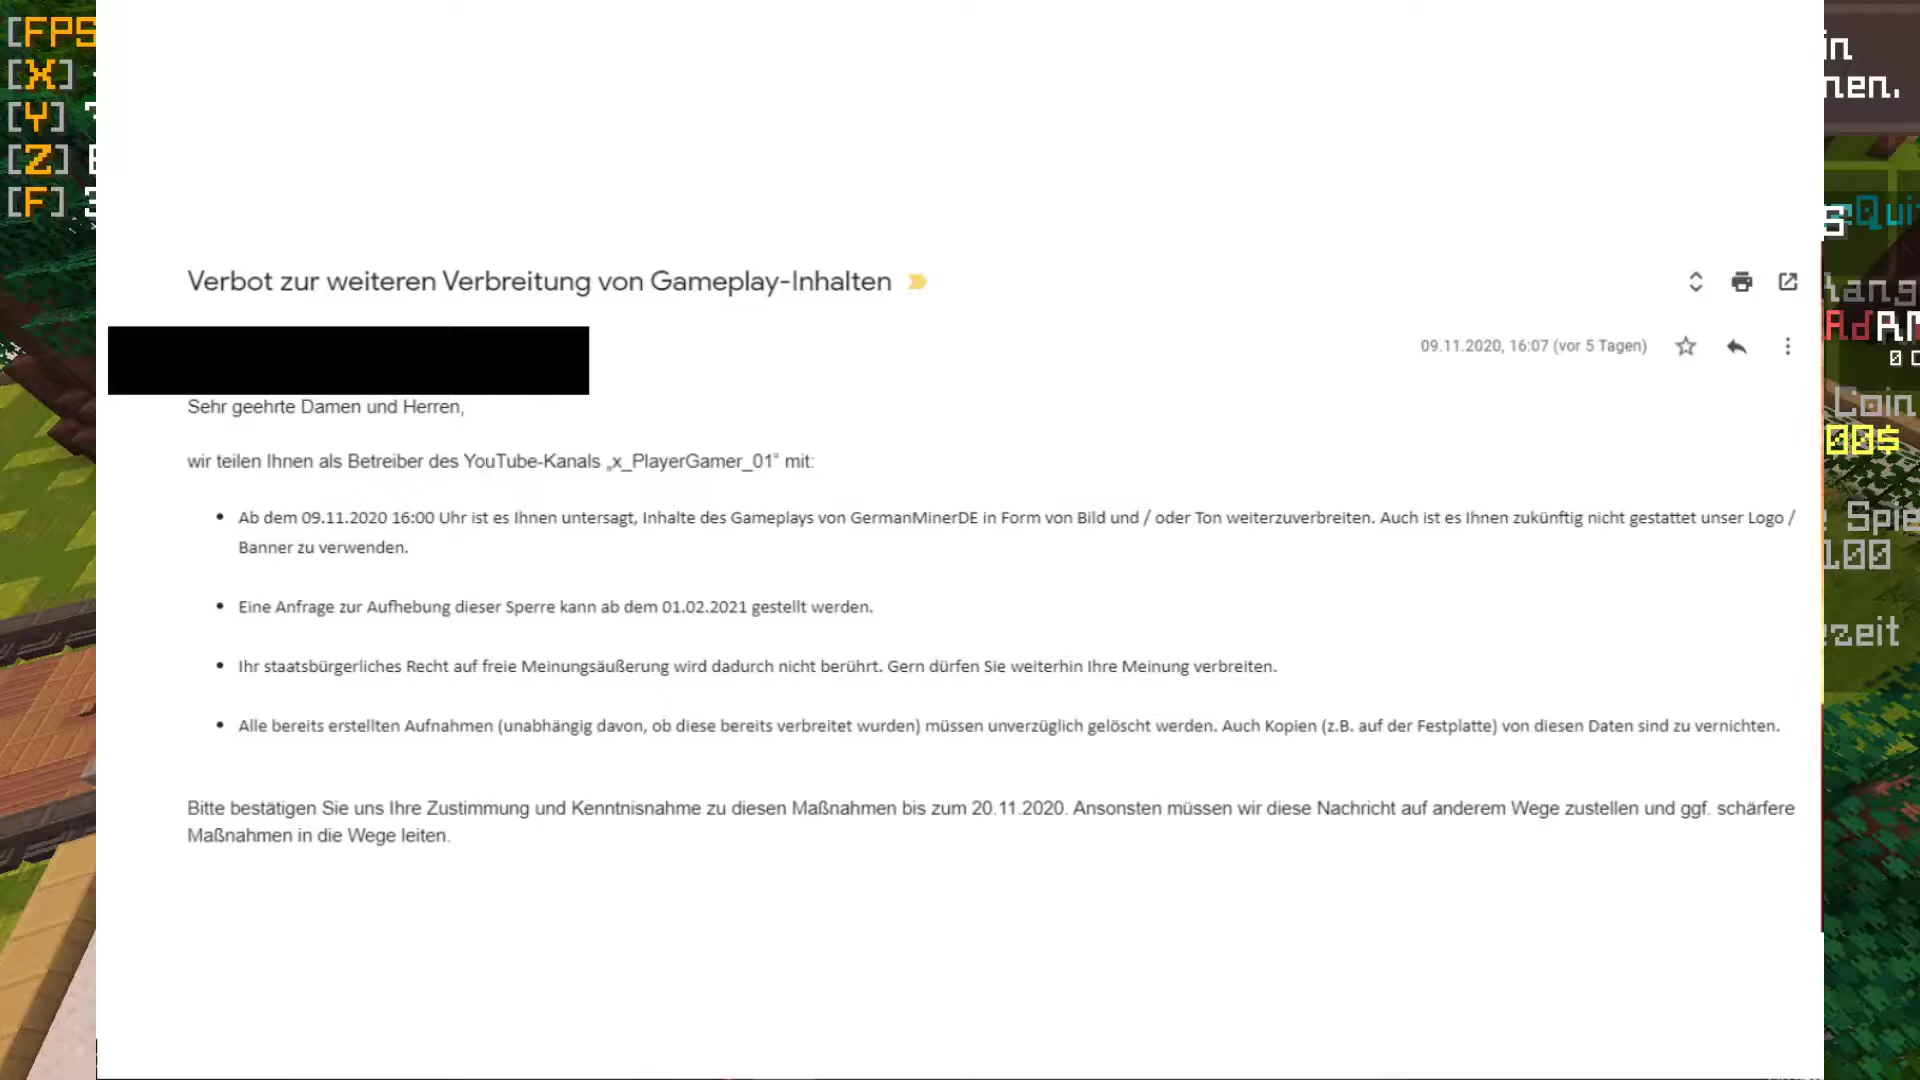 [FPS
[X]
[Y]
[Z]
[F]
in
nen.
Verbot zur weiteren Verbreitung von Gameplay-Inhalten
09.11.2020, 16:07 (vor 5 Tagen)
Sehr geehrte Damen und Herren,
wir teilen Ihnen als Betreiber des YouTube-Kanals „x_PlayerGamer_01“ mit:
• Ab dem 09.11.2020 16:00 Uhr ist es Ihnen untersagt, Inhalte des Gameplays von GermanMinerDE in Form von Bild und / oder Ton weiterzuverbreiten. Auch ist es Ihnen zukünftig nicht gestattet unser Logo /
Banner zu verwenden.
• Eine Anfrage zur Aufhebung dieser Sperre kann ab dem 01.02.2021 gestellt werden.
• Ihr staatsbürgerliches Recht auf freie Meinungsäußerung wird dadurch nicht berührt. Gern dürfen Sie weiterhin Ihre Meinung verbreiten.
• Alle bereits erstellten Aufnahmen (unabhängig davon, ob diese bereits verbreitet wurden) müssen unverzüglich gelöscht werden. Auch Kopien (z.B. auf der Festplatte) von diesen Daten sind zu vernichten.
Bitte bestätigen Sie uns Ihre Zustimmung und Kenntnisnahme zu diesen Maßnahmen bis zum 20.11.2020. Ansonsten müssen wir diese Nachricht auf anderem Wege zustellen und ggf. schärfere
Maßnahmen in die Wege leiten.
Qui
ang
Coin
00$
Spie
100
zeit